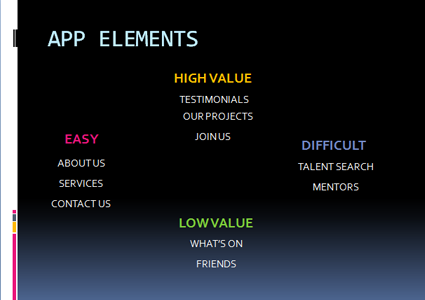 APP ELEMENTS
HIGH VALUE
TESTIMONIALS
OUR PROJECTS
JOIN US
EASY
ABOUT US
SERVICES
CONTACT US
DIFFICULT
TALENT SEARCH
MENTORS
LOW VALUE
WHAT'S ON
FRIENDS